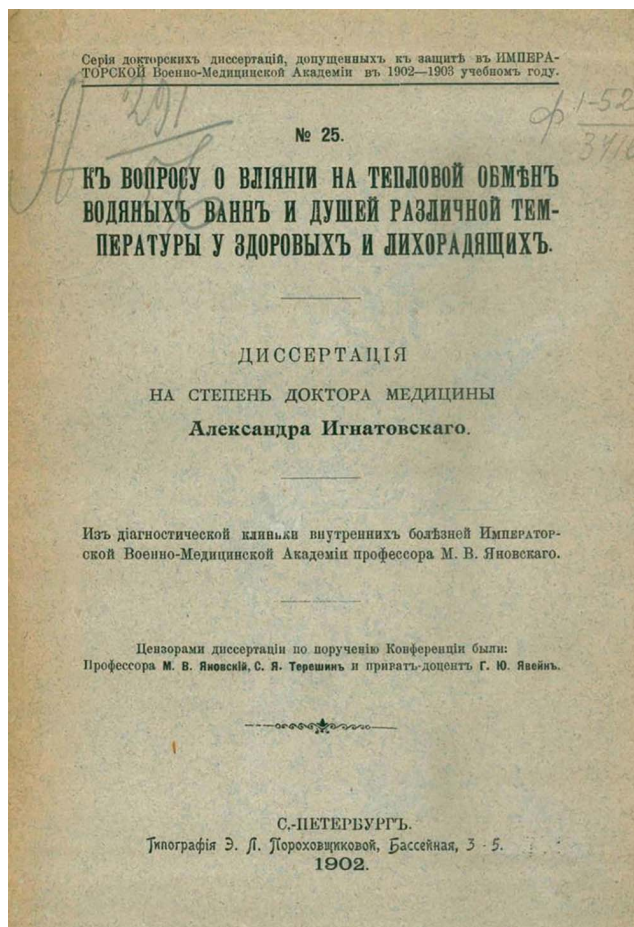 Серія докторскихъ диссертацій, допущенныхъ къ защитѣ въ ИМПЕРА-
ТОРСКОЙ Военно-Медицинской Академіи въ 1902—1903 учебномъ году.
№ 25.
КЪ ВОПРОСУ О ВЛІЯНІИ НА ТЕПЛОВОЙ ОБМѢНЪ
ВОДЯНЫХЪ ВАННЪ И ДУШЕЙ РАЗЛИЧНОЙ ТЕМ-
ПЕРАТУРЫ У ЗДОРОВЫХЪ И ЛИХОРАДЯЩИХЪ.
ДИССЕРТАЦІЯ
НА СТЕПЕНЬ ДОКТОРА МЕДИЦИНЫ
Александра Игнатовскаго.
Изъ діагностической клиники внутреннихъ болѣзней ИМПЕРАТОР-
ской Военно-Медицинской Академіи профессора М. В. Яновскаго.
Цензорами диссертаціи по порученію Конференціи были:
Профессора М. В. Яновскій, С. Я. Терешинъ и приватъ-доцентъ Г. Ю. Явейнъ.
С.-ПЕТЕРБУРГЪ.
Типографія Э. Л. Пороховщиковой, Бассейная, 3 - 5.
1902.